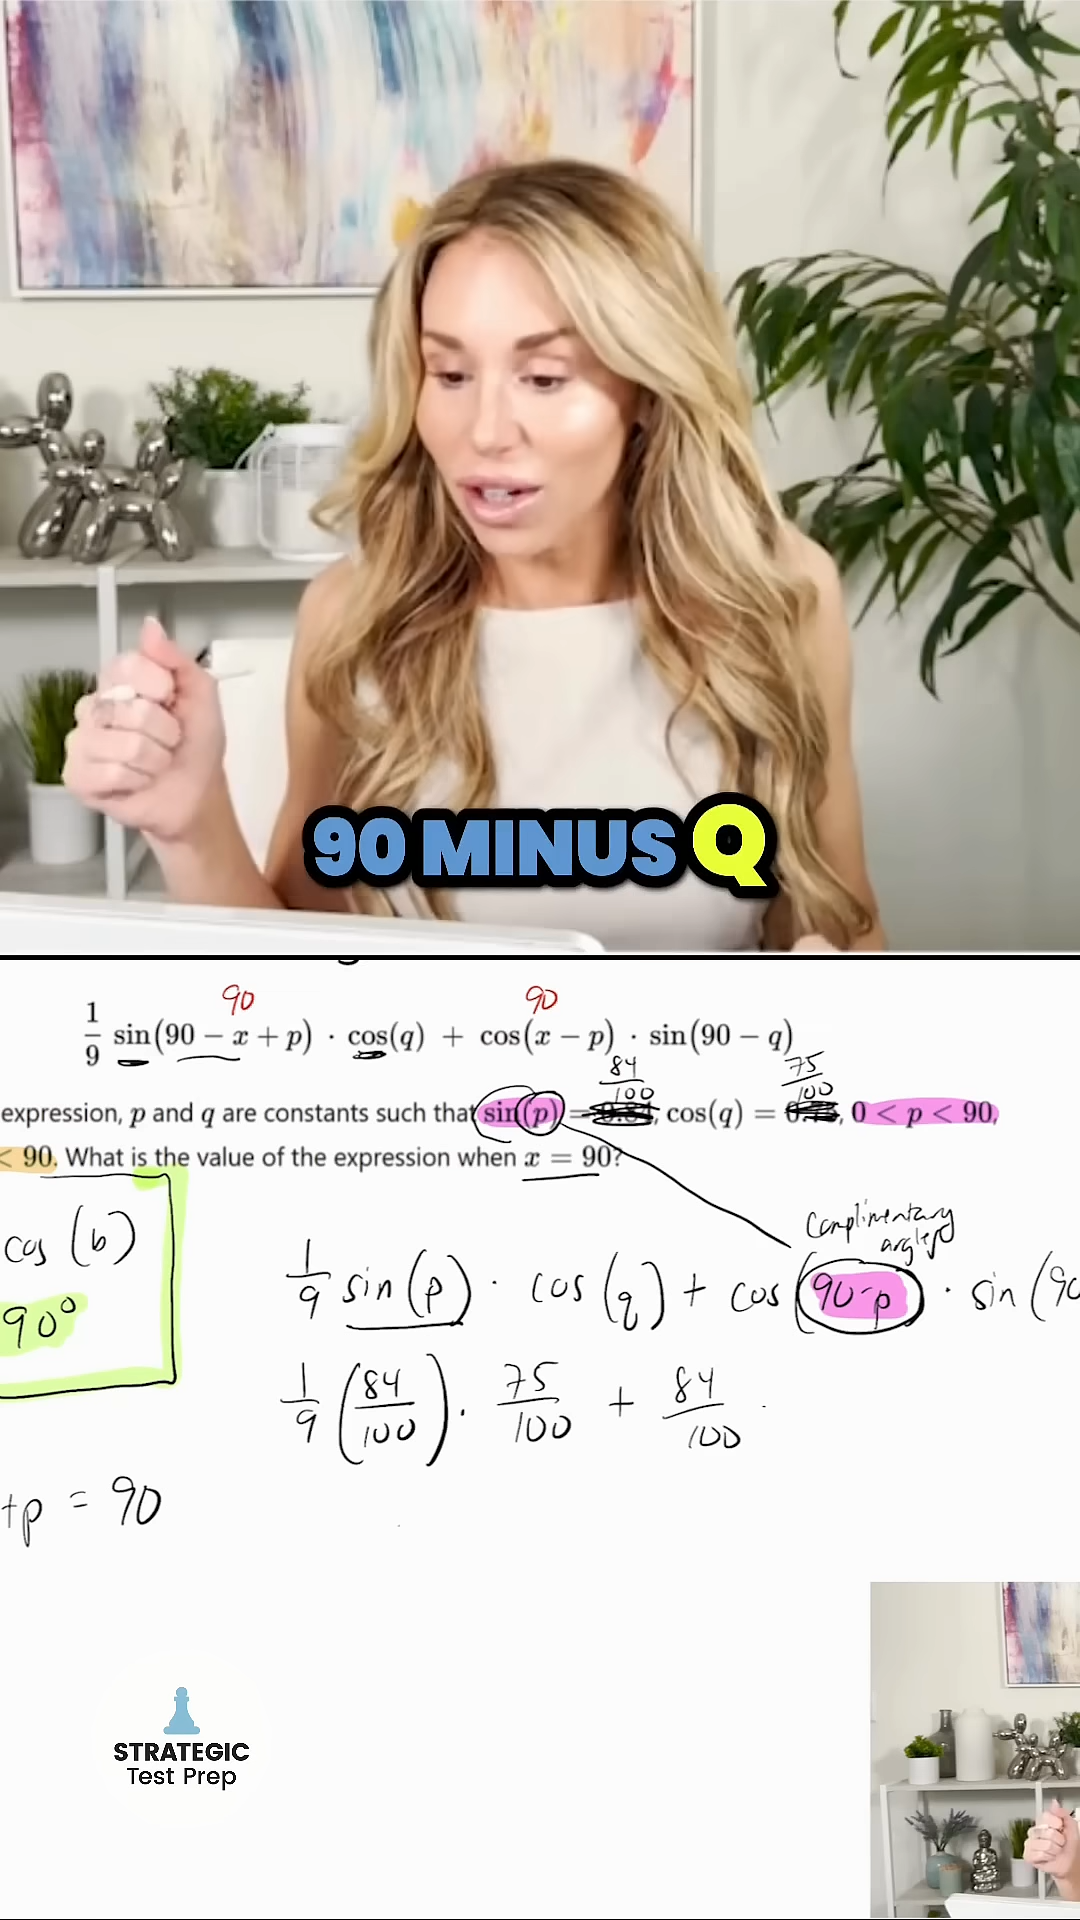 90 MINUS Q
90 90
1/9 sin(90 − x + p) · cos(q) + cos(x − p) · sin(90 − q)
84/100 75/100
expression, p and q are constants such that sin(p) = , cos(q) = , 0 < p < 90,
< 90. What is the value of the expression when x = 90?
cos (b)
90°
Complimentary
angles
1/9 sin(p) · cos(q) + cos(90-p) · sin(90
1/9 (84/100) · 75/100 + 84/100 ·
+p = 90
STRATEGIC
Test Prep